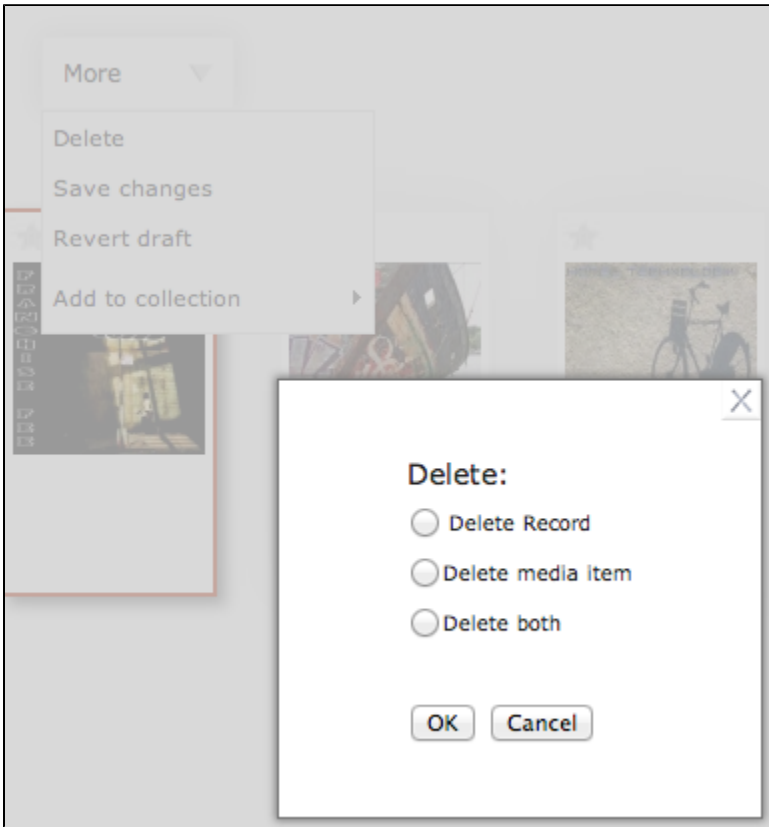 More
Delete
Save changes
Revert draft
Add to collection
X
Delete:
Delete Record
Delete media item
Delete both
OK
Cancel